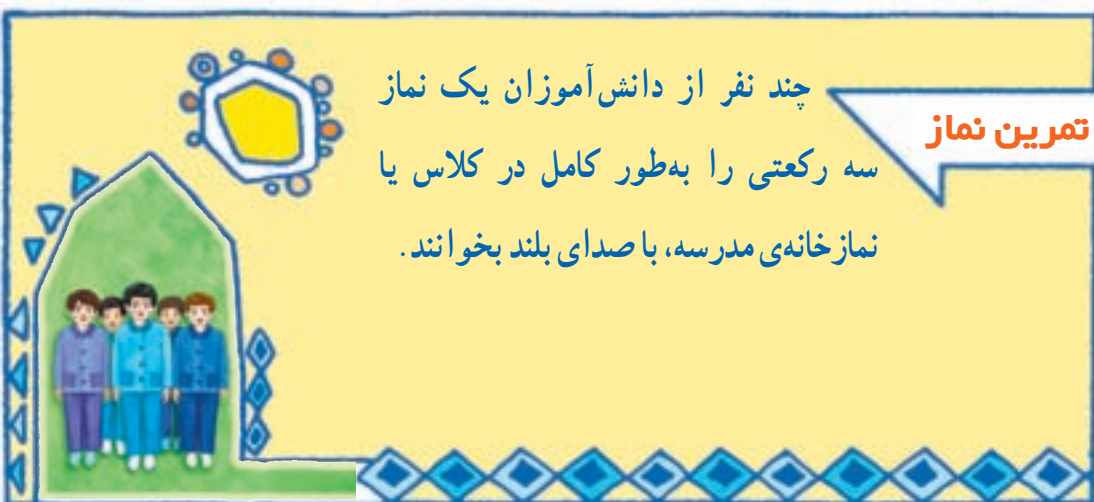 تمرین نماز
چند نفر از دانش‌آموزان یک نماز
سه رکعتی را به‌طور کامل در کلاس یا
نمازخانه‌ی مدرسه، با صدای بلند بخوانند.